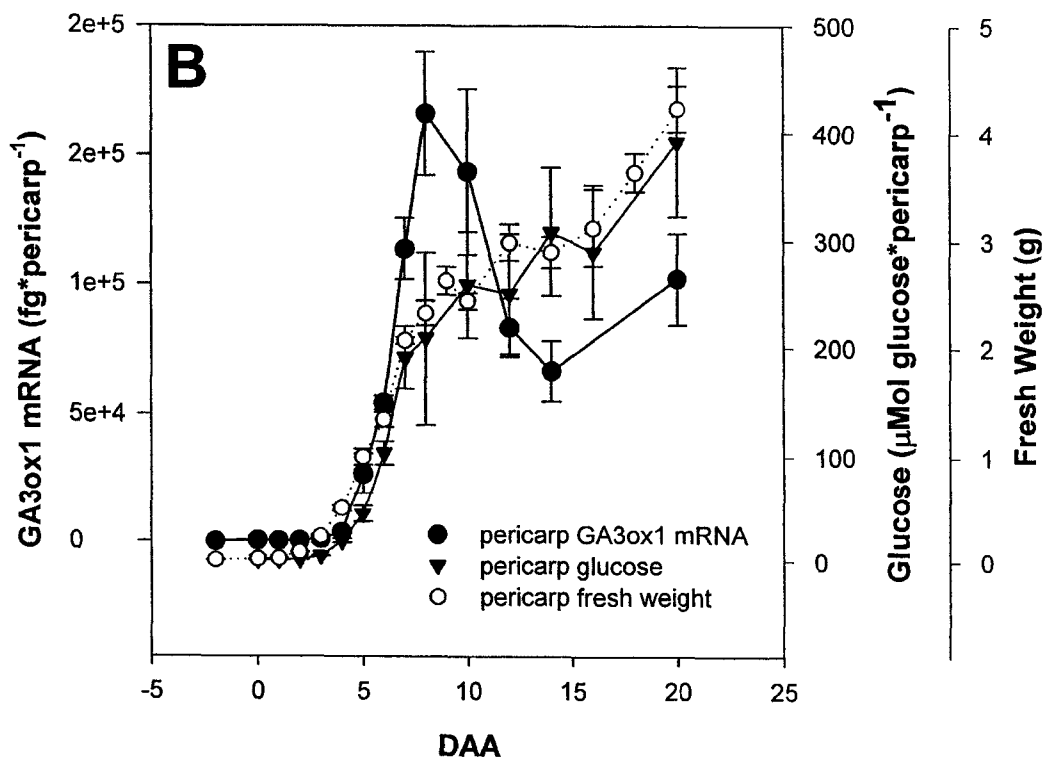 B
GA3ox1 mRNA (fg*pericarp-1)
2e+5
2e+5
1e+5
5e+4
0
500
400
300
200
100
0
Glucose (µMol glucose*pericarp-1)
5
4
3
2
1
0
Fresh Weight (g)
pericarp GA3ox1 mRNA
pericarp glucose
pericarp fresh weight
-5 0 5 10 15 20 25
DAA